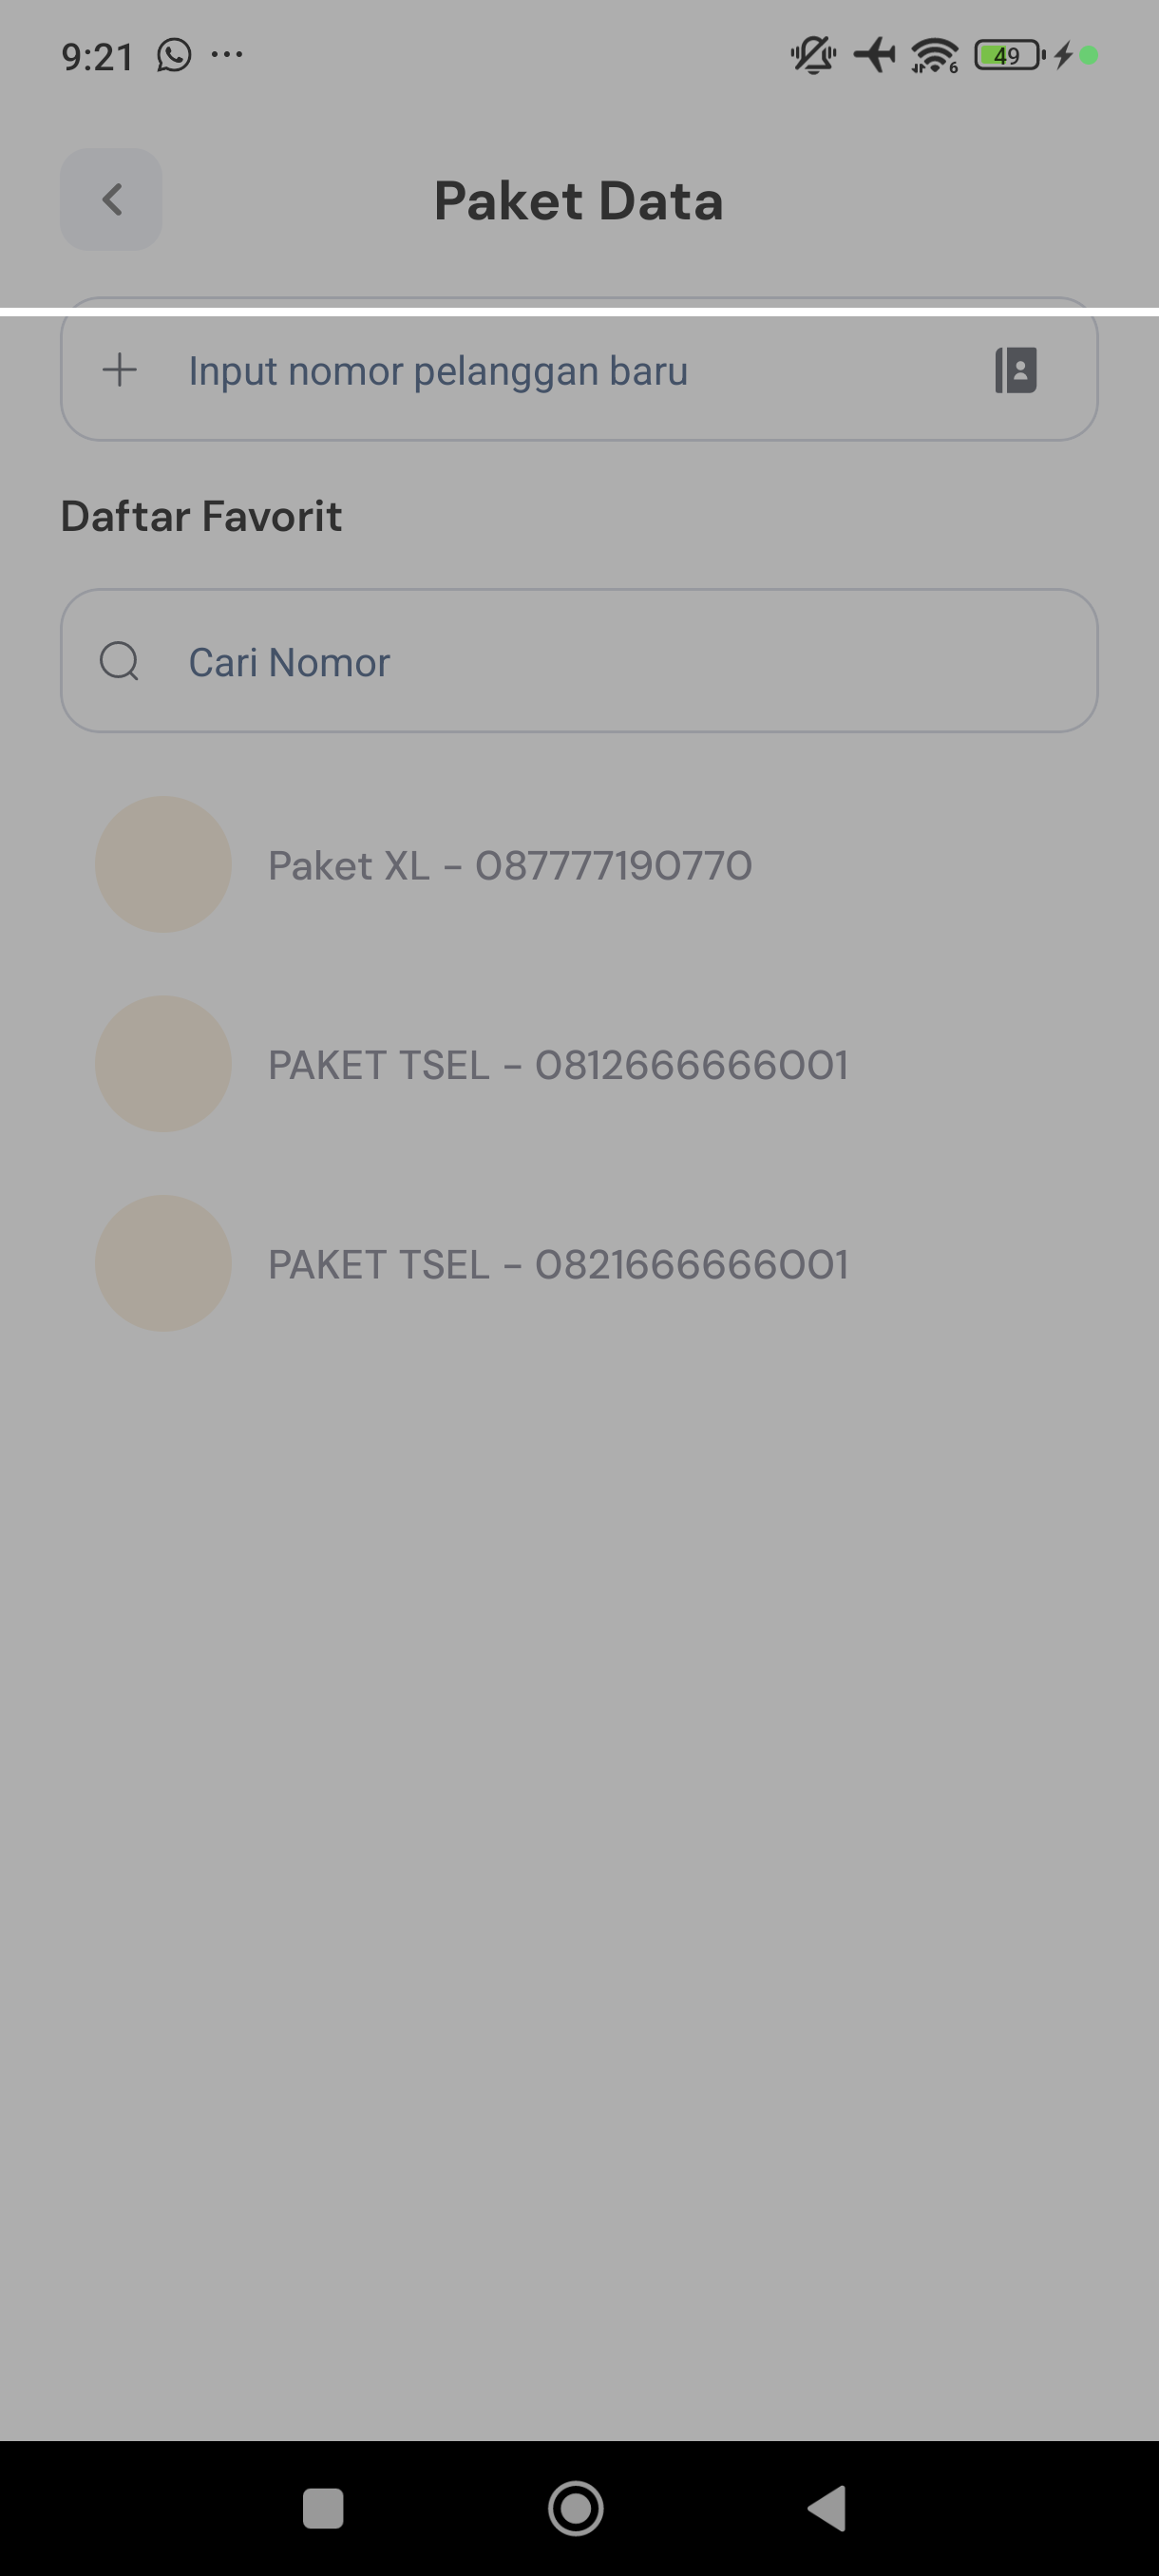 9:21
6
49
Paket Data
Input nomor pelanggan baru
Daftar Favorit
Cari Nomor
Paket XL - 087777190770
PAKET TSEL - 0812666666001
PAKET TSEL - 0821666666001